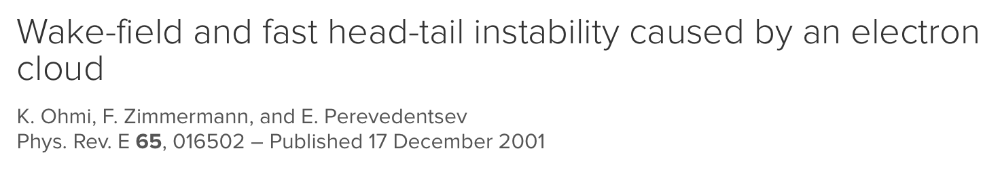 Wake-field and fast head-tail instability caused by an electron
cloud
K. Ohmi, F. Zimmermann, and E. Perevedentsev
Phys. Rev. E 65, 016502 – Published 17 December 2001